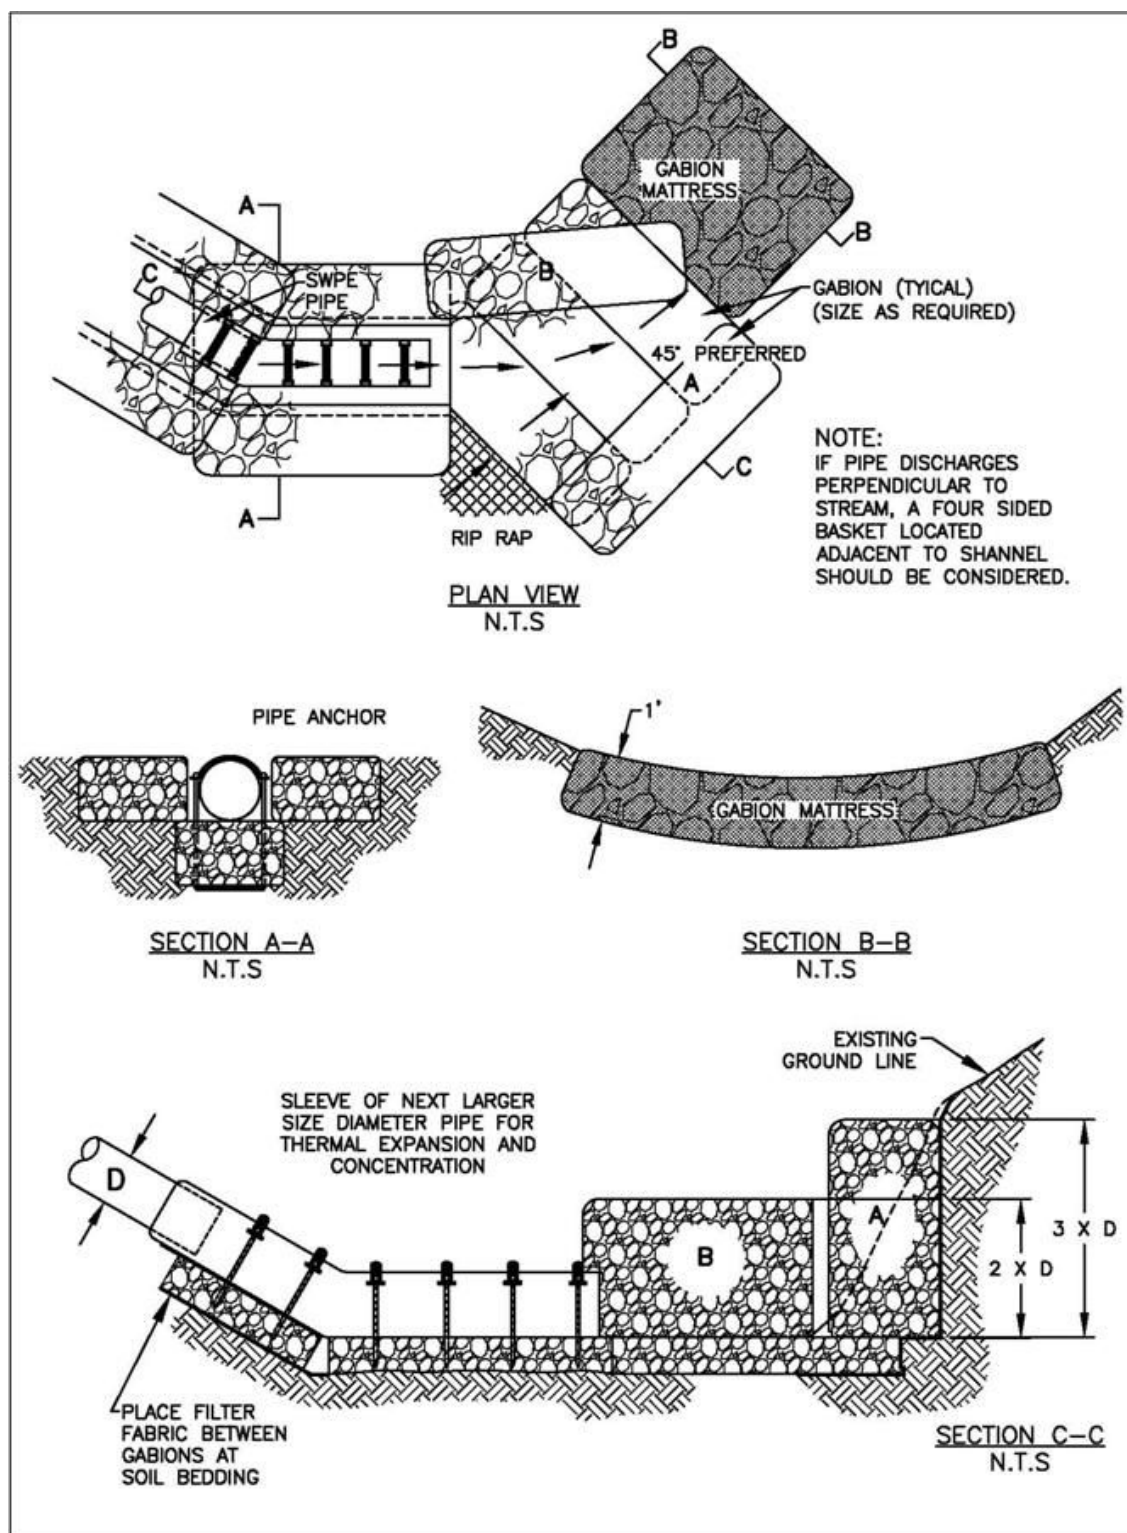 B
B
GABION
MATTRESS
A
B
B
C
SWPE
PIPE
GABION (TYICAL)
(SIZE AS REQUIRED)
45° PREFERRED
A
C
A
RIP RAP
NOTE:
IF PIPE DISCHARGES
PERPENDICULAR TO
STREAM, A FOUR SIDED
BASKET LOCATED
ADJACENT TO SHANNEL
SHOULD BE CONSIDERED.
PLAN VIEW
N.T.S
PIPE ANCHOR
1'
GABION MATTRESS
SECTION A-A
N.T.S
SECTION B-B
N.T.S
EXISTING
GROUND LINE
SLEEVE OF NEXT LARGER
SIZE DIAMETER PIPE FOR
THERMAL EXPANSION AND
CONCENTRATION
D
B
A
3 X D
2 X D
PLACE FILTER
FABRIC BETWEEN
GABIONS AT
SOIL BEDDING
SECTION C-C
N.T.S